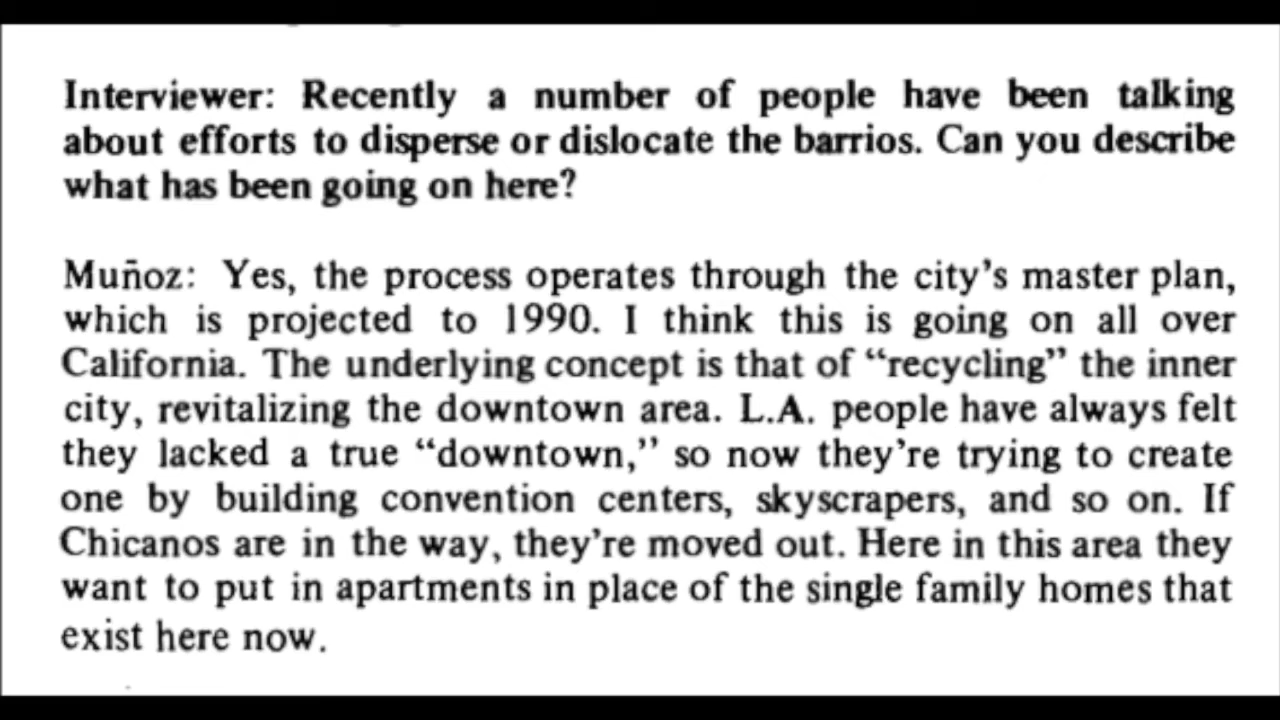 Interviewer: Recently a number of people have been talking
about efforts to disperse or dislocate the barrios. Can you describe
what has been going on here?
Muñoz: Yes, the process operates through the city's master plan,
which is projected to 1990. I think this is going on all over
California. The underlying concept is that of “recycling” the inner
city, revitalizing the downtown area. L.A. people have always felt
they lacked a true “downtown,” so now they're trying to create
one by building convention centers, skyscrapers, and so on. If
Chicanos are in the way, they're moved out. Here in this area they
want to put in apartments in place of the single family homes that
exist here now.